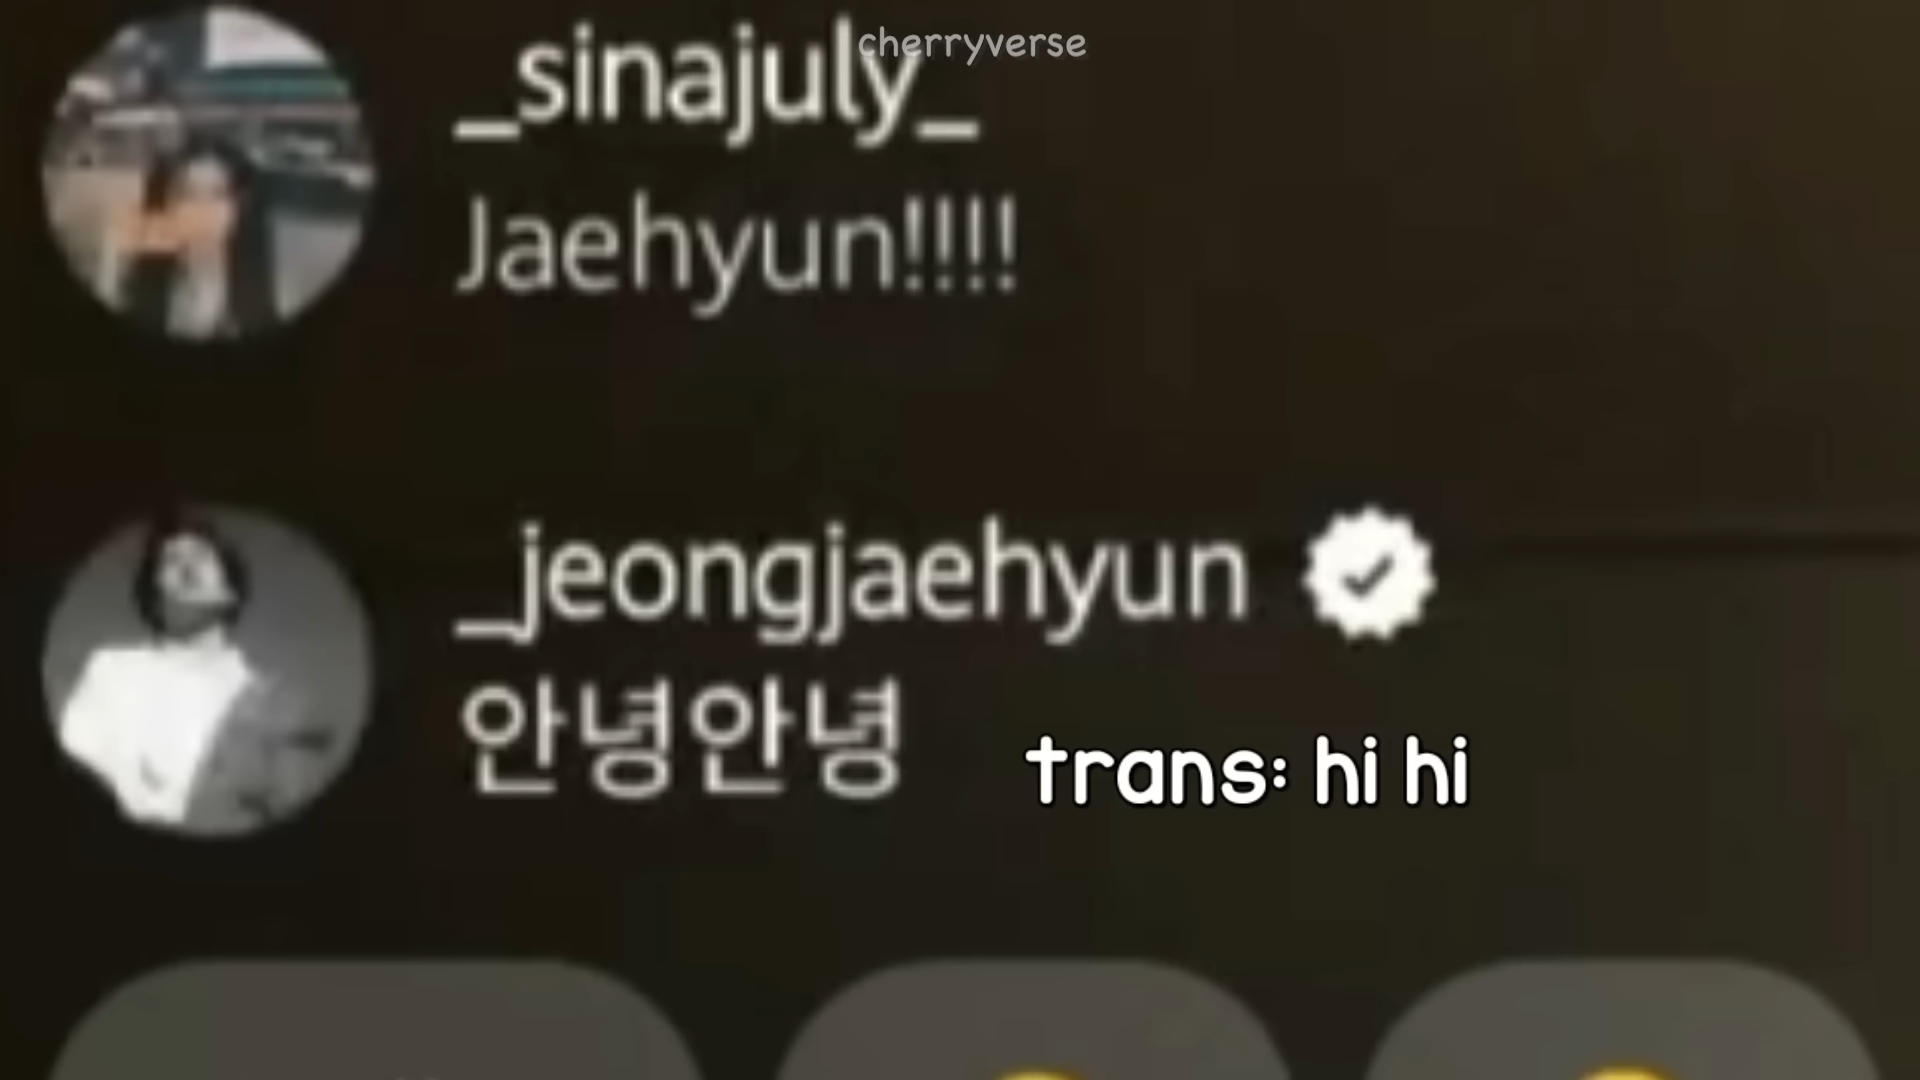 cherryverse
_sinajuly_
Jaehyun!!!!
_jeongjaehyun
안녕안녕
trans: hi hi